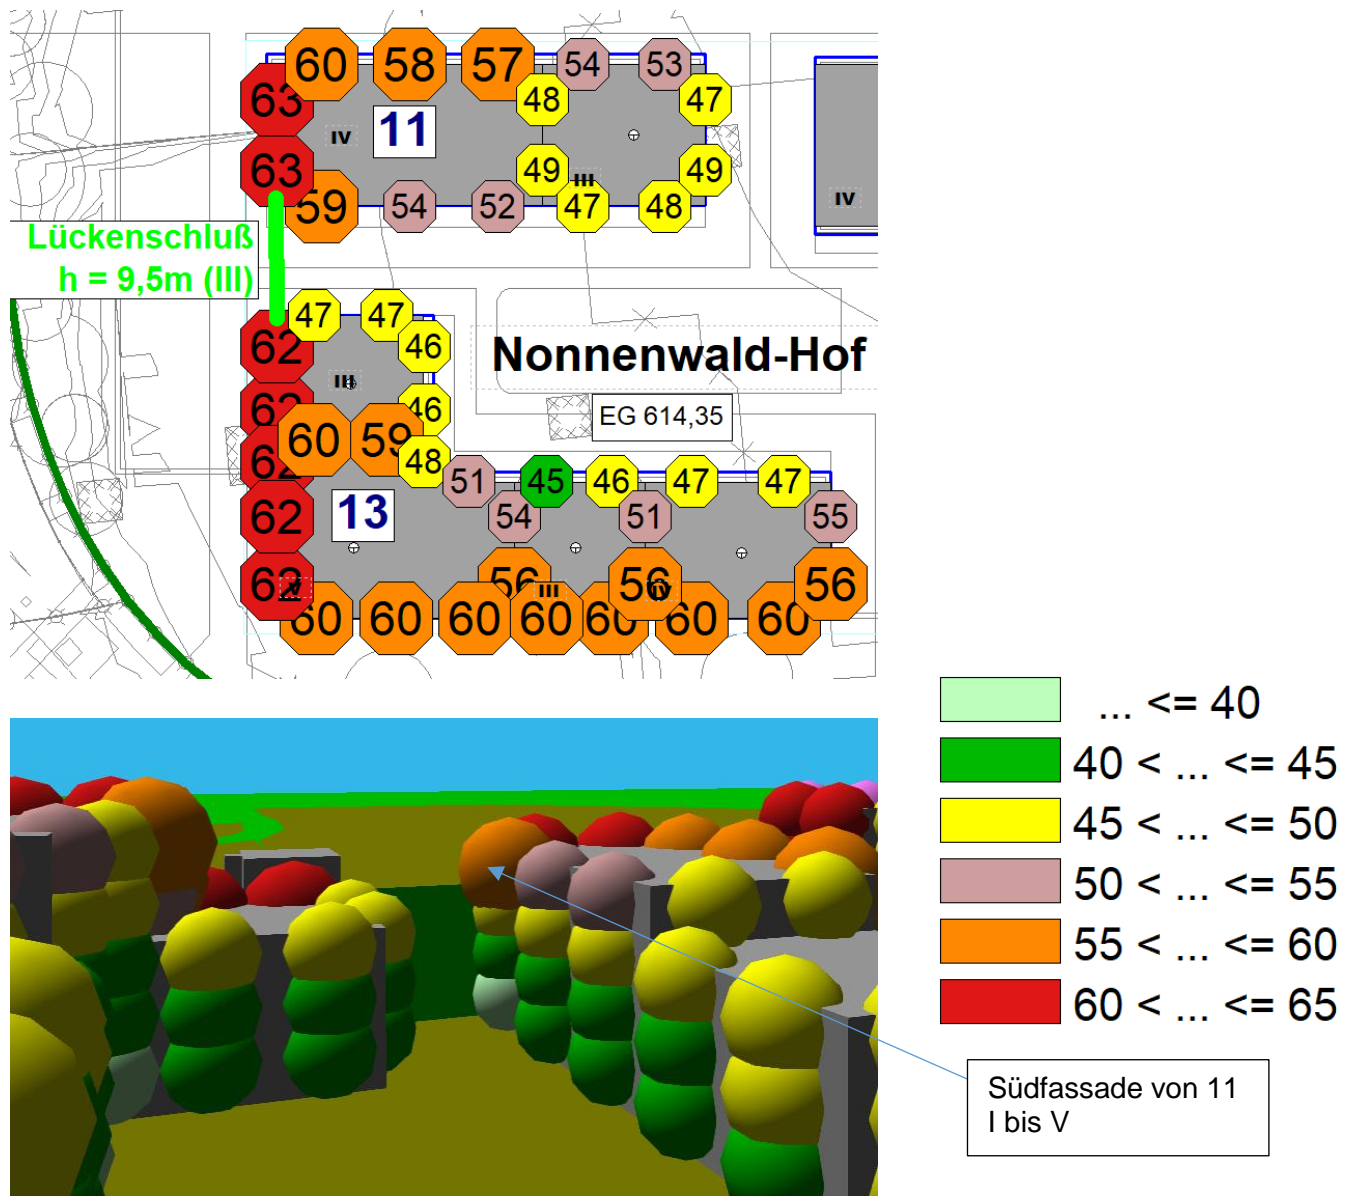 60 58 57 54 53
63 48 47
11
IV
63 49 III 49
IV
59 54 52 47 48
Lückenschluß
h = 9,5m (III)
47 47
62 46
Nonnenwald-Hof
III
62 46
EG 614,35
60 59
62 48
51 45 46 47 47
62 13 54 51 55
62 56 III 56 IV 56
60 60 60 60 60 60 60
... <= 40
40 < ... <= 45
45 < ... <= 50
50 < ... <= 55
55 < ... <= 60
60 < ... <= 65
Südfassade von 11
I bis V